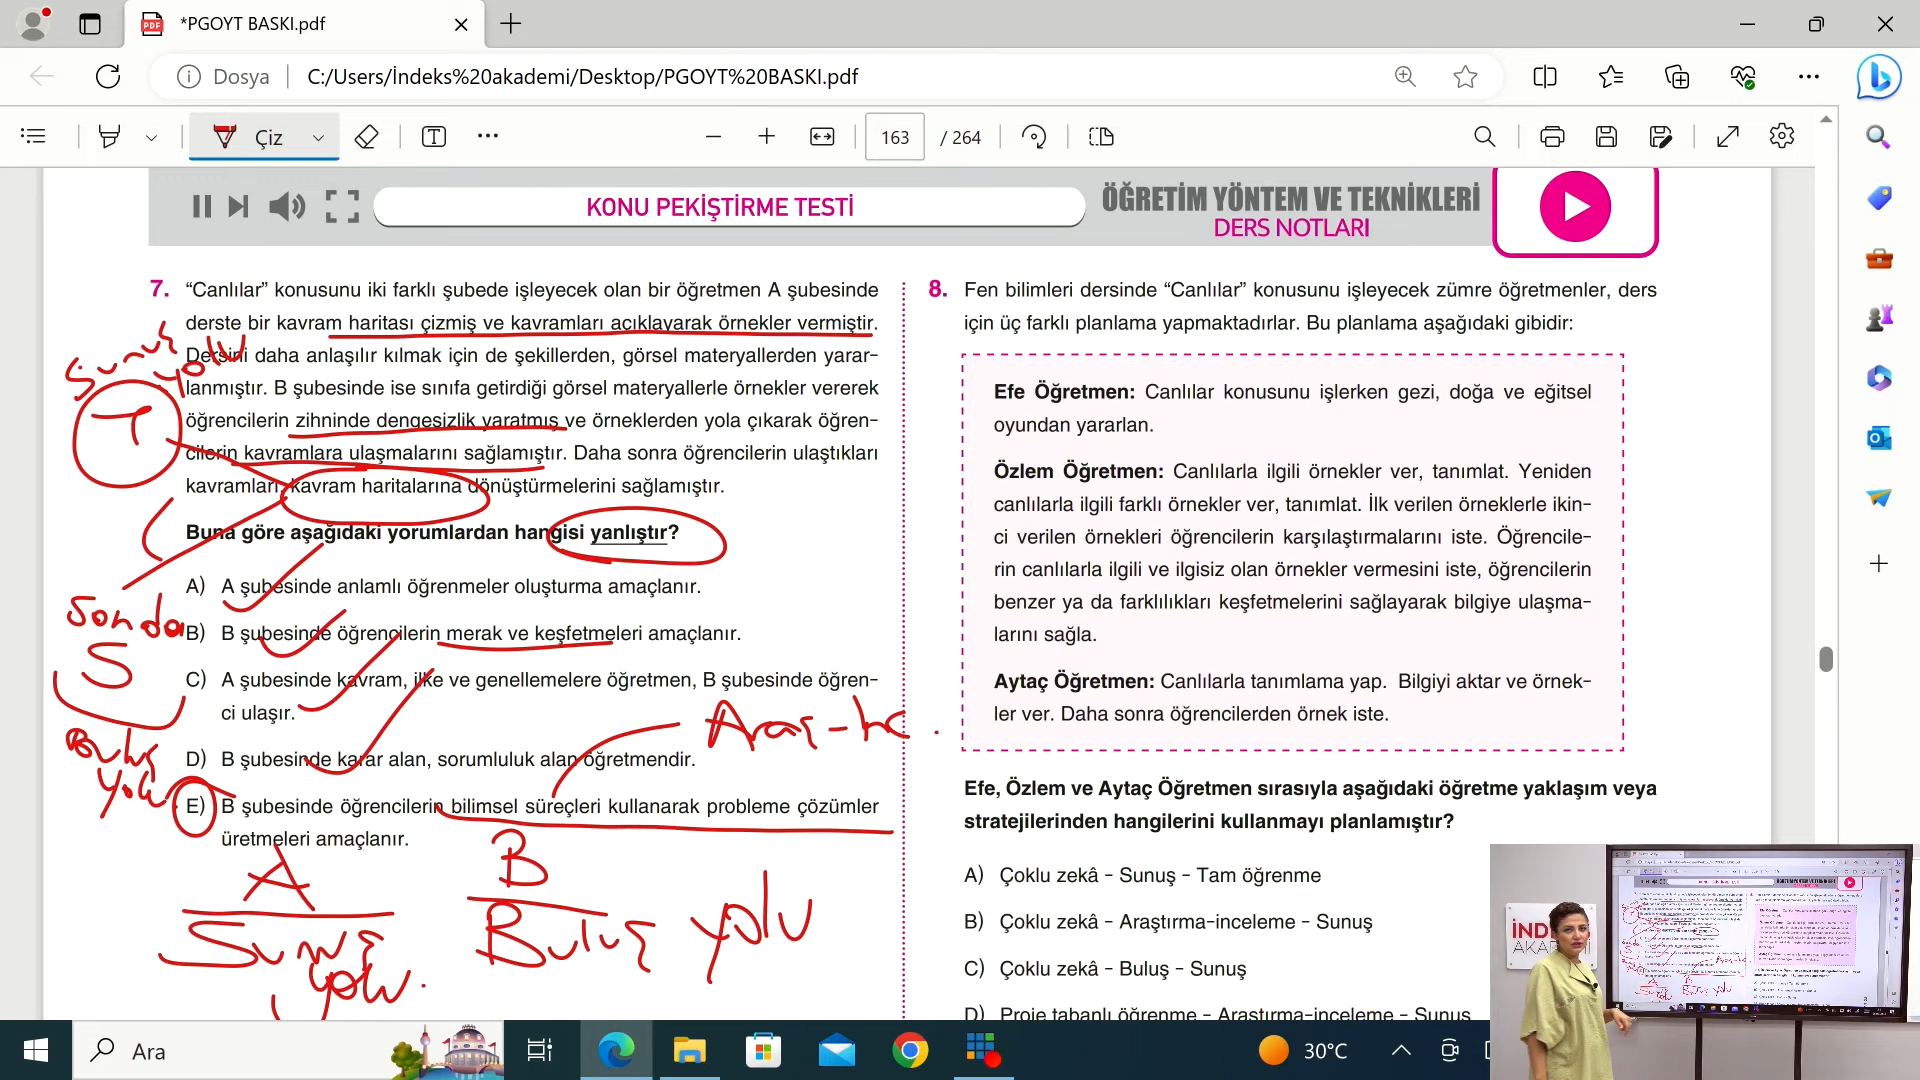 *PGOYT BASKI.pdf
Dosya
C:/Users/İndeks%20akademi/Desktop/PGOYT%20BASKI.pdf
Çiz
163 / 264
KONU PEKİŞTİRME TESTİ
ÖĞRETİM YÖNTEM VE TEKNİKLERİ
DERS NOTLARI
7. “Canlılar” konusunu iki farklı şubede işleyecek olan bir öğretmen A şubesinde
derste bir kavram haritası çizmiş ve kavramları açıklayarak örnekler vermiştir.
Dersini daha anlaşılır kılmak için de şekillerden, görsel materyallerden yarar-
lanmıştır. B şubesinde ise sınıfa getirdiği görsel materyallerle örnekler vererek
öğrencilerin zihninde dengesizlik yaratmış ve örneklerden yola çıkarak öğren-
cilerin kavramlara ulaşmalarını sağlamıştır. Daha sonra öğrencilerin ulaştıkları
kavramları, kavram haritalarına dönüştürmelerini sağlamıştır.
Buna göre aşağıdaki yorumlardan hangisi yanlıştır?
A) A şubesinde anlamlı öğrenmeler oluşturma amaçlanır.
B) B şubesinde öğrencilerin merak ve keşfetmeleri amaçlanır.
C) A şubesinde kavram, ilke ve genellemelere öğretmen, B şubesinde öğren-
ci ulaşır.
D) B şubesinde karar alan, sorumluluk alan öğretmendir.
E) B şubesinde öğrencilerin bilimsel süreçleri kullanarak probleme çözümler
üretmeleri amaçlanır.
Sunuş
yolu
T
Sonda
S
Buluş
yolu
Araş-İnc.
A
Sunuş
yolu.
B
Buluş yolu
8. Fen bilimleri dersinde “Canlılar” konusunu işleyecek zümre öğretmenler, ders
için üç farklı planlama yapmaktadırlar. Bu planlama aşağıdaki gibidir:
Efe Öğretmen: Canlılar konusunu işlerken gezi, doğa ve eğitsel
oyundan yararlan.
Özlem Öğretmen: Canlılarla ilgili örnekler ver, tanımlat. Yeniden
canlılarla ilgili farklı örnekler ver, tanımlat. İlk verilen örneklerle ikin-
ci verilen örnekleri öğrencilerin karşılaştırmalarını iste. Öğrencile-
rin canlılarla ilgili ve ilgisiz olan örnekler vermesini iste, öğrencilerin
benzer ya da farklılıkları keşfetmelerini sağlayarak bilgiye ulaşma-
larını sağla.
Aytaç Öğretmen: Canlılarla tanımlama yap. Bilgiyi aktar ve örnek-
ler ver. Daha sonra öğrencilerden örnek iste.
Efe, Özlem ve Aytaç Öğretmen sırasıyla aşağıdaki öğretme yaklaşım veya
stratejilerinden hangilerini kullanmayı planlamıştır?
A) Çoklu zekâ - Sunuş - Tam öğrenme
B) Çoklu zekâ - Araştırma-inceleme - Sunuş
C) Çoklu zekâ - Buluş - Sunuş
D) Proje tabanlı öğrenme - Araştırma-inceleme - Sunuş
Ara
30°C